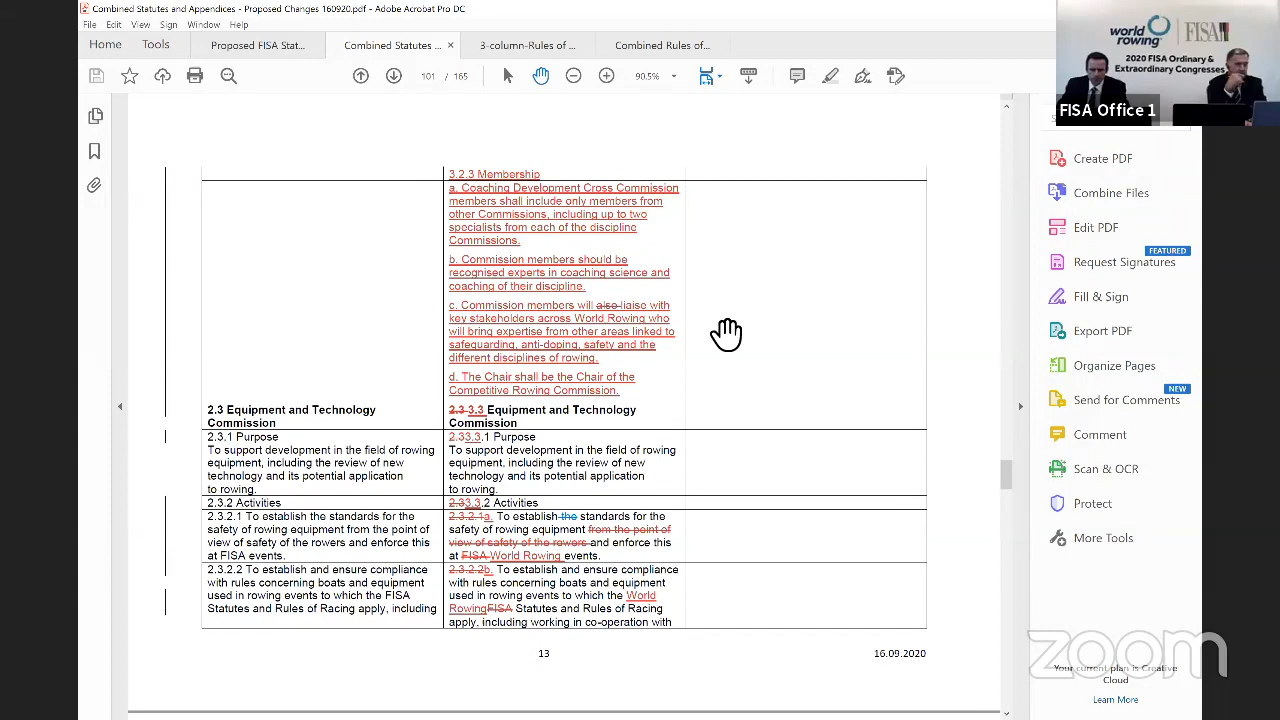 Combined Statutes and Appendices - Proposed Changes 160920.pdf - Adobe Acrobat Pro DC
File Edit View Sign Window Help
Home Tools Proposed FISA Stat... Combined Statutes ... × 3-column-Rules of ... Combined Rules of...
101 / 165 90.5%
world rowing FISA
2020 FISA Ordinary &
Extraordinary Congresses
FISA Office 1
Create PDF
Combine Files
Edit PDF
FEATURED
Request Signatures
Fill & Sign
Export PDF
Organize Pages
NEW
Send for Comments
Comment
Scan & OCR
Protect
More Tools
3.2.3 Membership
a. Coaching Development Cross Commission
members shall include only members from
other Commissions, including up to two
specialists from each of the discipline
Commissions.
b. Commission members should be
recognised experts in coaching science and
coaching of their discipline.
c. Commission members will also liaise with
key stakeholders across World Rowing who
will bring expertise from other areas linked to
safeguarding, anti-doping, safety and the
different disciplines of rowing.
d. The Chair shall be the Chair of the
Competitive Rowing Commission.
2.3 Equipment and Technology
Commission
2.3 3.3 Equipment and Technology
Commission
2.3.1 Purpose
To support development in the field of rowing
equipment, including the review of new
technology and its potential application
to rowing.
2.33.3.1 Purpose
To support development in the field of rowing
equipment, including the review of new
technology and its potential application
to rowing.
2.3.2 Activities
2.33.3.2 Activities
2.3.2.1 To establish the standards for the
safety of rowing equipment from the point of
view of safety of the rowers and enforce this
at FISA events.
2.3.2.1a. To establish the standards for the
safety of rowing equipment from the point of
view of safety of the rowers and enforce this
at FISA World Rowing events.
2.3.2.2 To establish and ensure compliance
with rules concerning boats and equipment
used in rowing events to which the FISA
Statutes and Rules of Racing apply, including
2.3.2.2b. To establish and ensure compliance
with rules concerning boats and equipment
used in rowing events to which the World
RowingFISA Statutes and Rules of Racing
apply, including working in co-operation with
13 16.09.2020
zoom
Your current plan is Creative
Cloud
Learn More